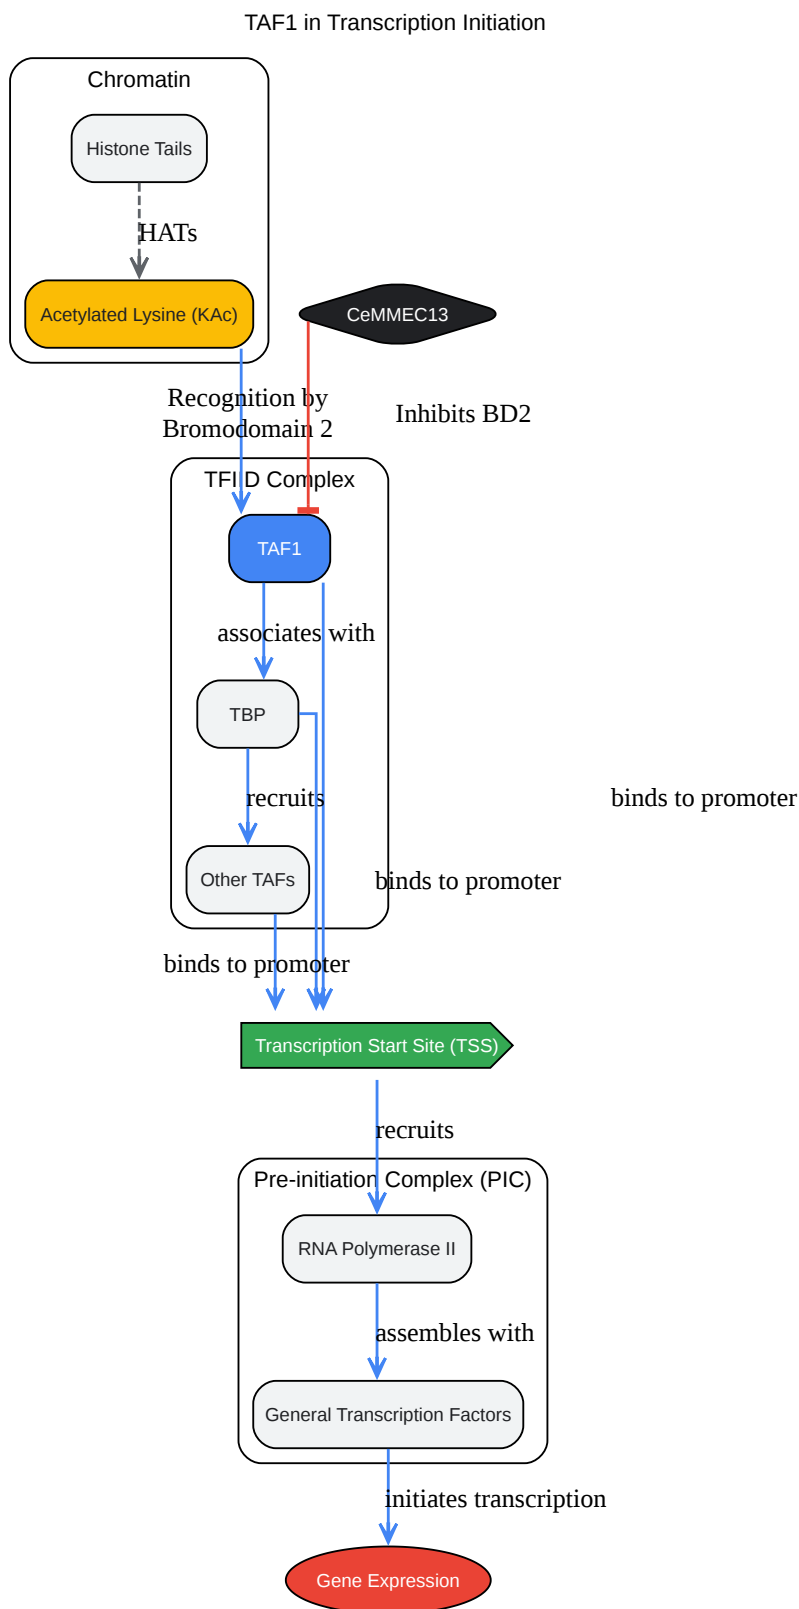 TAF1 in Transcription Initiation
Chromatin
Histone Tails
HATs
Acetylated Lysine (KAc)
CeMMEC13
Recognition by
Bromodomain 2
Inhibits BD2
TFIID Complex
TAF1
associates with
TBP
recruits
binds to promoter
Other TAFs
binds to promoter
binds to promoter
Transcription Start Site (TSS)
recruits
Pre-initiation Complex (PIC)
RNA Polymerase II
assembles with
General Transcription Factors
initiates transcription
Gene Expression